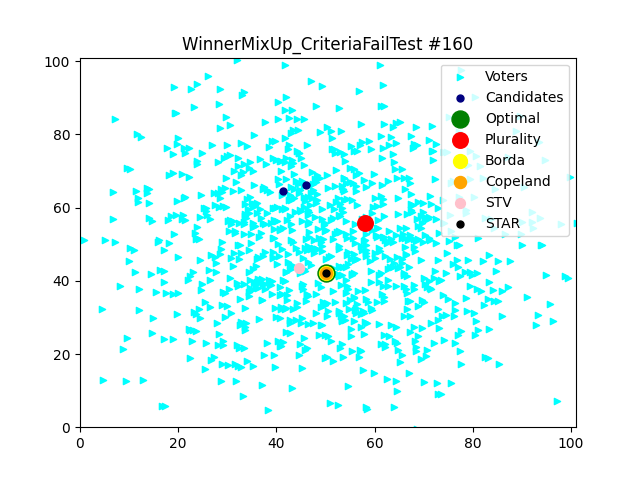 WinnerMixUp_CriteriaFailTest #160
100
80
60
40
20
0
0 20 40 60 80 100
Voters
Candidates
Optimal
Plurality
Borda
Copeland
STV
STAR